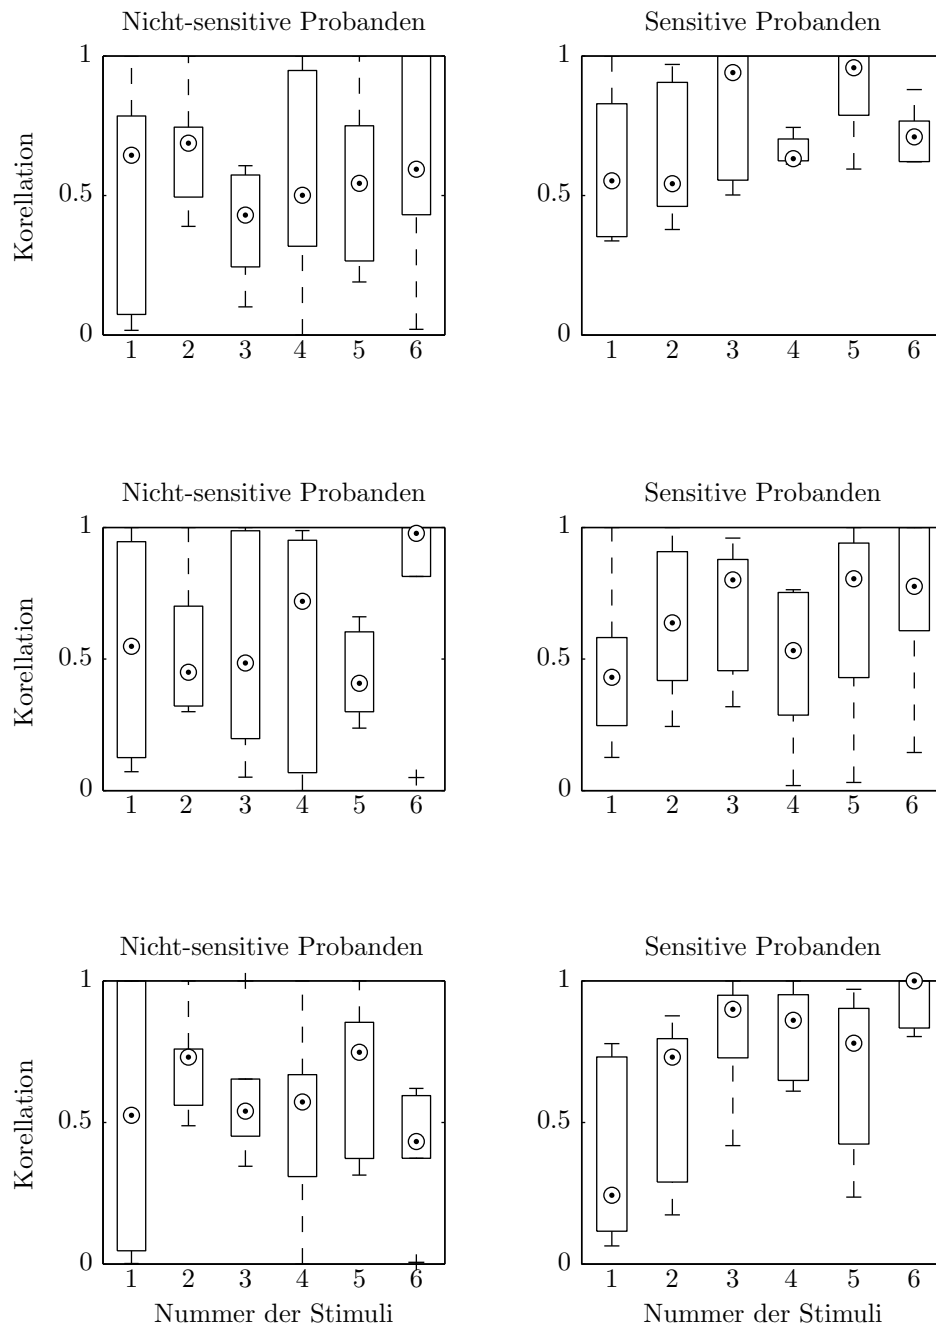 Nicht-sensitive Probanden
Korellation
1
0.5
0
1 2 3 4 5 6
Sensitive Probanden
1
0.5
0
1 2 3 4 5 6
Nicht-sensitive Probanden
Korellation
1
0.5
0
1 2 3 4 5 6
Sensitive Probanden
1
0.5
0
1 2 3 4 5 6
Nicht-sensitive Probanden
Korellation
1
0.5
0
1 2 3 4 5 6
Nummer der Stimuli
Sensitive Probanden
1
0.5
0
1 2 3 4 5 6
Nummer der Stimuli